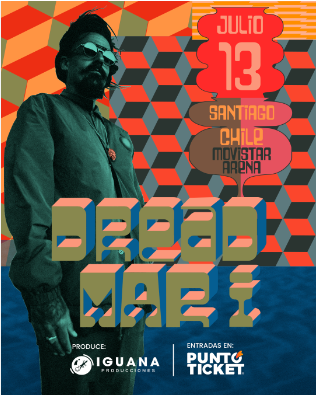 JULIO
13
SANTIAGO
CHILE
MOVISTAR
ARENA
DREAD
MAR I
PRODUCE:
IGUANA
PRODUCCIONES
ENTRADAS EN:
PUNTO
TICKET